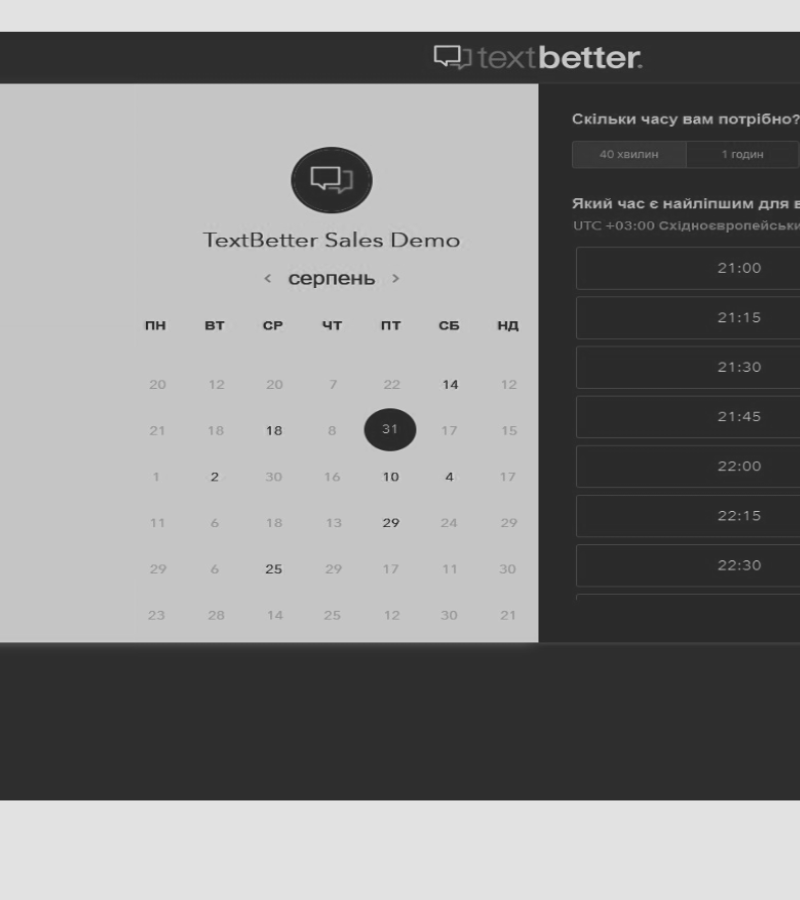 textbetter.
TextBetter Sales Demo
< серпень >
ПН ВТ СР ЧТ ПТ СБ НД
20 12 20 7 22 14 12
21 18 18 8 31 17 15
1 2 30 16 10 4 17
11 6 18 13 29 24 29
29 6 25 29 17 11 30
23 28 14 25 12 30 21
Скільки часу вам потрібно?
40 хвилин 1 годин
Який час є найліпшим для
UTC +03:00
21:00
21:15
21:30
21:45
22:00
22:15
22:30